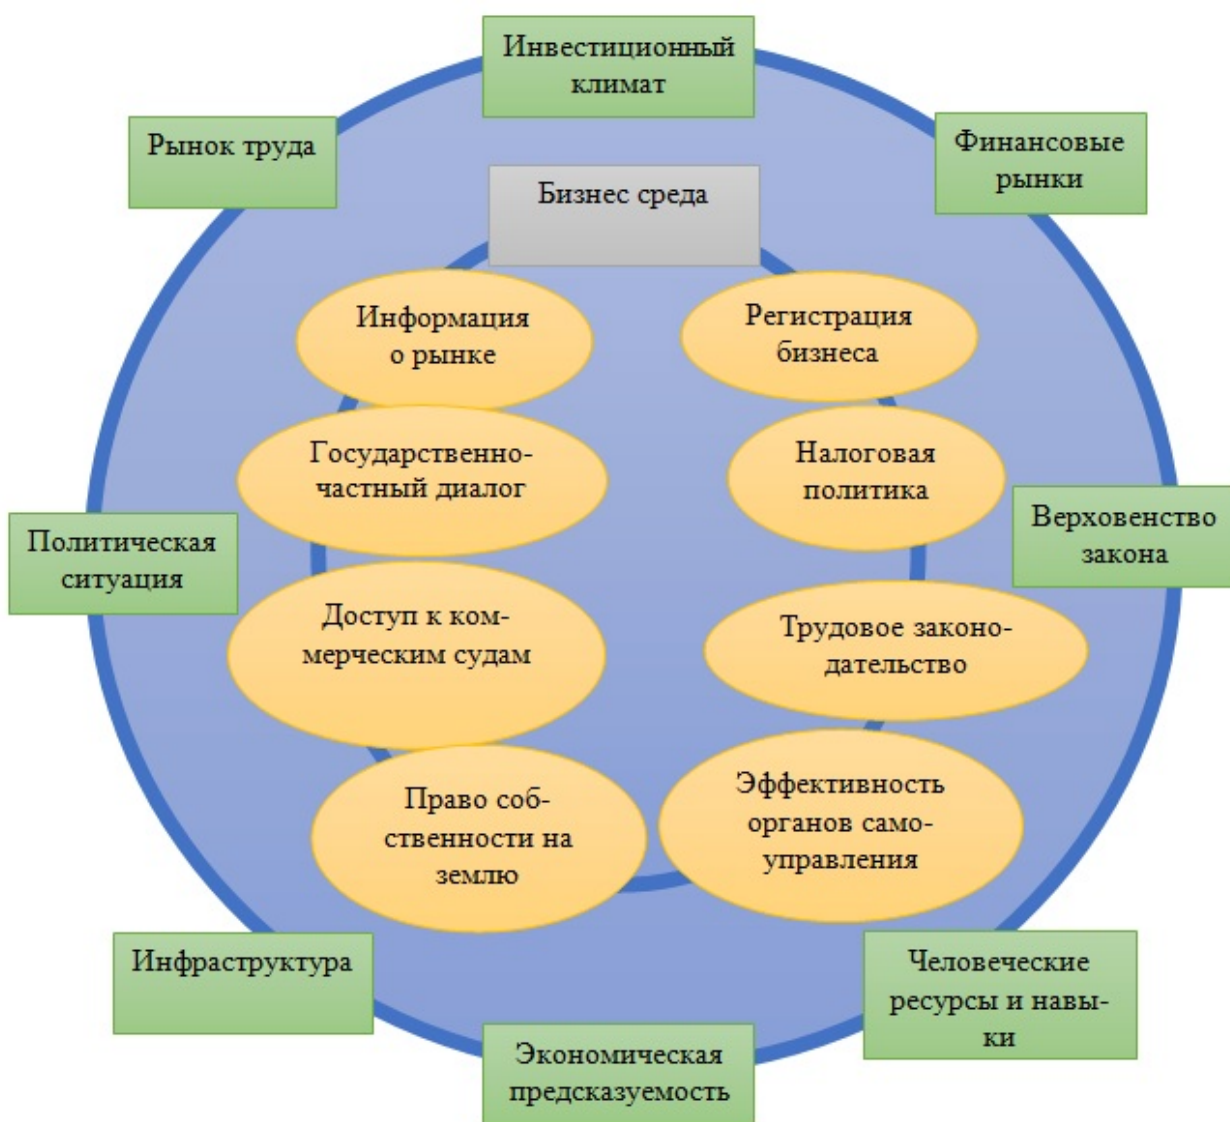 Инвестиционный
климат
Рынок труда
Финансовые
рынки
Бизнес среда
Информация
о рынке
Регистрация
бизнеса
Государственно-
частный диалог
Налоговая
политика
Политическая
ситуация
Верховенство
закона
Доступ к ком-
мерческим судам
Трудовое законо-
дательство
Право соб-
ственности на
землю
Эффективность
органов само-
управления
Инфраструктура
Человеческие
ресурсы и навы-
ки
Экономическая
предсказуемость